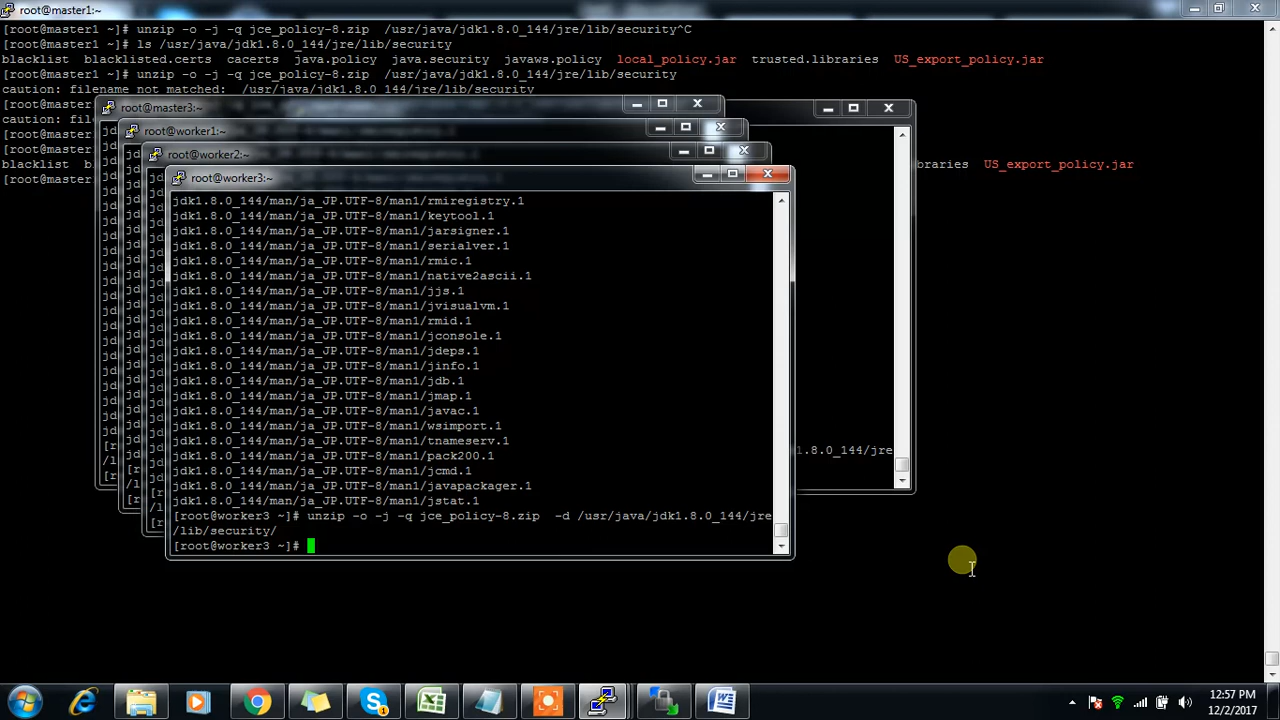 root@master1:~
[root@master1 ~]# unzip -o -j -q jce_policy-8.zip  /usr/java/jdk1.8.0_144/jre/lib/security^C
[root@master1 ~]# ls /usr/java/jdk1.8.0_144/jre/lib/security
blacklist  blacklisted.certs  cacerts  java.policy  java.security  javaws.policy  local_policy.jar  trusted.libraries  US_export_policy.jar
[root@master1 ~]# unzip -o -j -q jce_policy-8.zip  /usr/java/jdk1.8.0_144/jre/lib/security
caution: filename not matched:  /usr/java/jdk1.8.0_144/jre/lib/security
root@master3:~
root@worker1:~
root@worker2:~
blacklist
braries  US_export_policy.jar
root@worker3:~
jdk1.8.0_144/man/ja_JP.UTF-8/man1/rmiregistry.1
jdk1.8.0_144/man/ja_JP.UTF-8/man1/keytool.1
jdk1.8.0_144/man/ja_JP.UTF-8/man1/jarsigner.1
jdk1.8.0_144/man/ja_JP.UTF-8/man1/serialver.1
jdk1.8.0_144/man/ja_JP.UTF-8/man1/rmic.1
jdk1.8.0_144/man/ja_JP.UTF-8/man1/native2ascii.1
jdk1.8.0_144/man/ja_JP.UTF-8/man1/jjs.1
jdk1.8.0_144/man/ja_JP.UTF-8/man1/jvisualvm.1
jdk1.8.0_144/man/ja_JP.UTF-8/man1/rmid.1
jdk1.8.0_144/man/ja_JP.UTF-8/man1/jconsole.1
jdk1.8.0_144/man/ja_JP.UTF-8/man1/jdeps.1
jdk1.8.0_144/man/ja_JP.UTF-8/man1/jinfo.1
jdk1.8.0_144/man/ja_JP.UTF-8/man1/jdb.1
jdk1.8.0_144/man/ja_JP.UTF-8/man1/jmap.1
jdk1.8.0_144/man/ja_JP.UTF-8/man1/javac.1
jdk1.8.0_144/man/ja_JP.UTF-8/man1/wsimport.1
jdk1.8.0_144/man/ja_JP.UTF-8/man1/tnameserv.1
jdk1.8.0_144/man/ja_JP.UTF-8/man1/pack200.1
1.8.0_144/jre
jdk1.8.0_144/man/ja_JP.UTF-8/man1/jcmd.1
jdk1.8.0_144/man/ja_JP.UTF-8/man1/javapackager.1
jdk1.8.0_144/man/ja_JP.UTF-8/man1/jstat.1
[root@worker3 ~]# unzip -o -j -q jce_policy-8.zip  -d /usr/java/jdk1.8.0_144/jre
/lib/security/
[root@worker3 ~]#
12:57 PM
12/2/2017